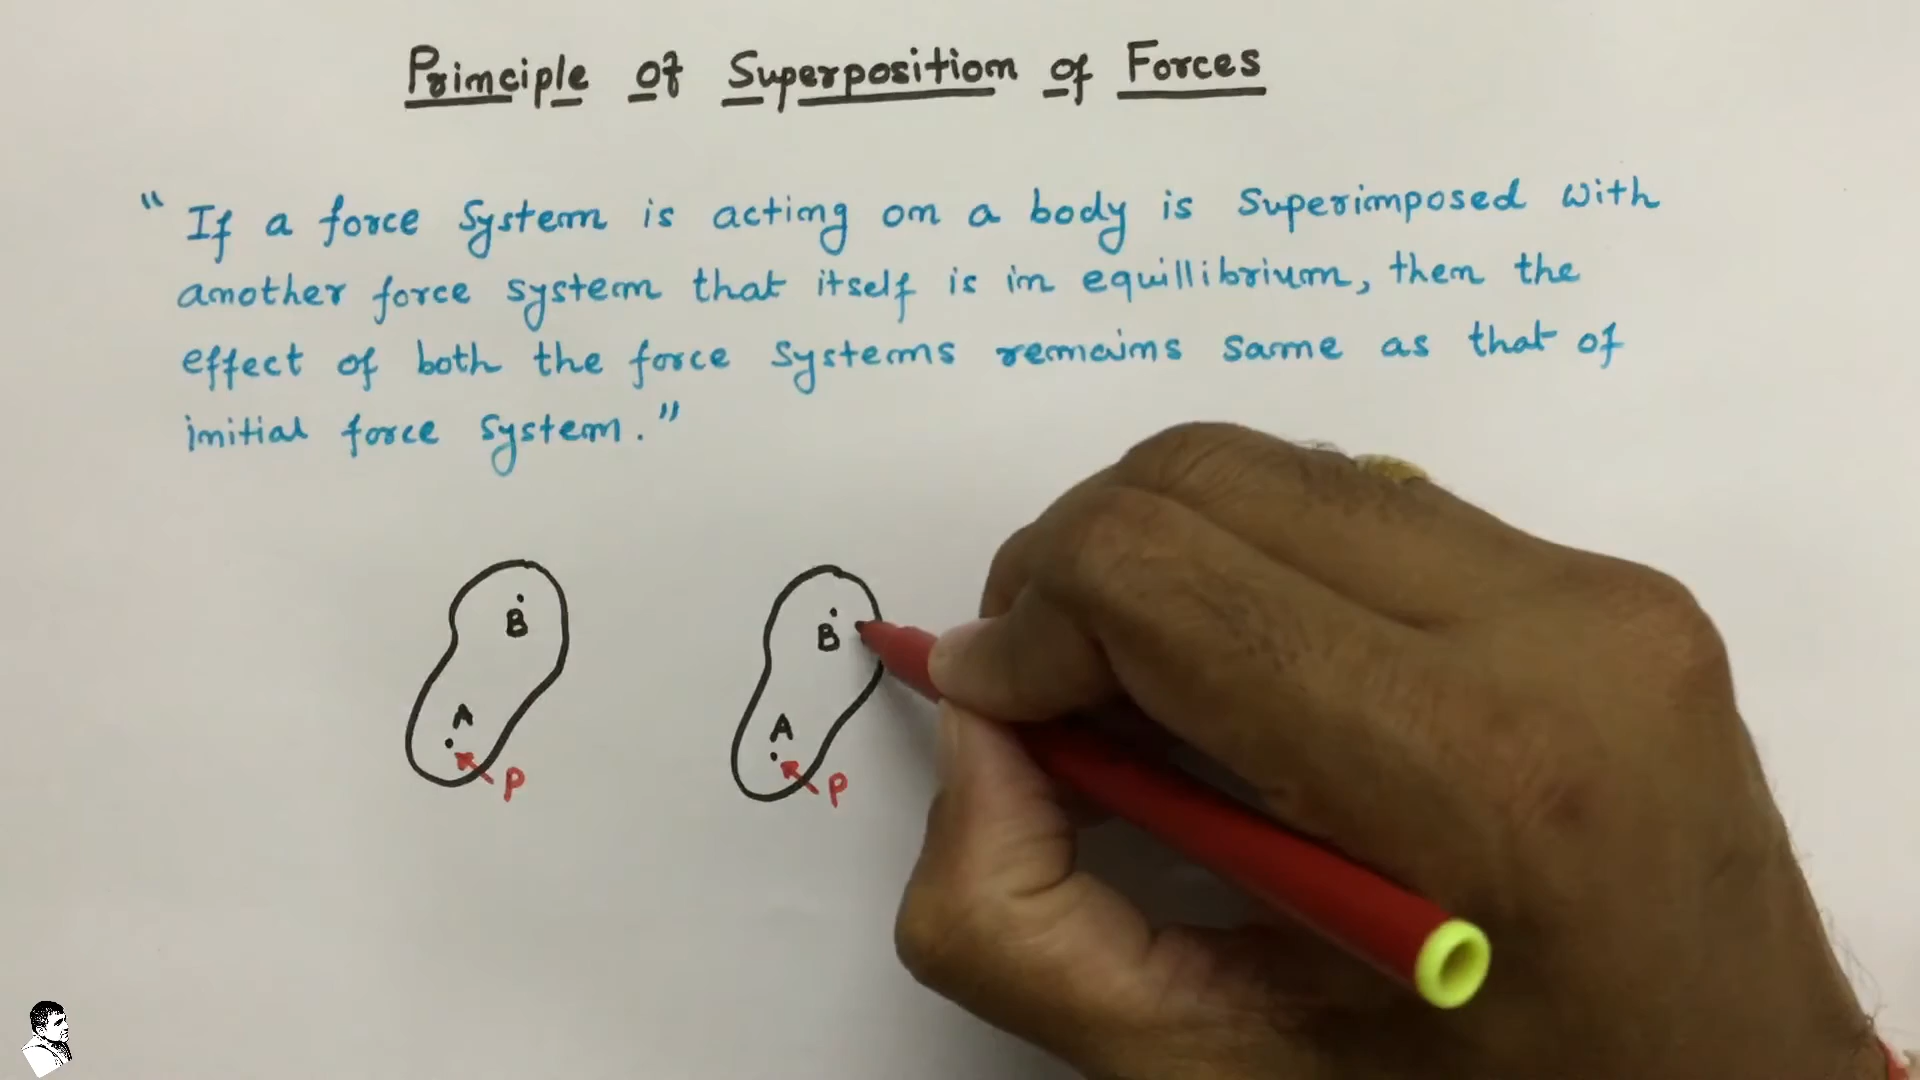 Principle of Superposition of Forces
" If a force System is acting on a body is Superimposed with
another force system that itself is in equillibrium, then the
effect of both the force Systems remains same as that of
initial force System."
B
B
A
A
P
P